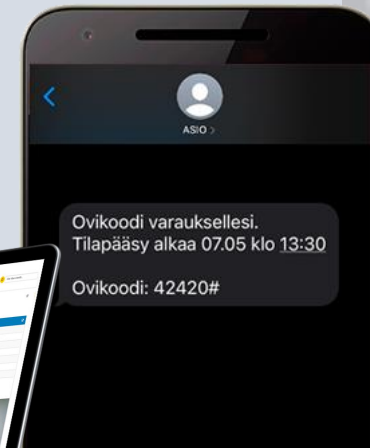 ASIO >
Ovikoodi varauksellesi.
Tilapääsy alkaa 07.05 klo 13:30
Ovikoodi: 42420#